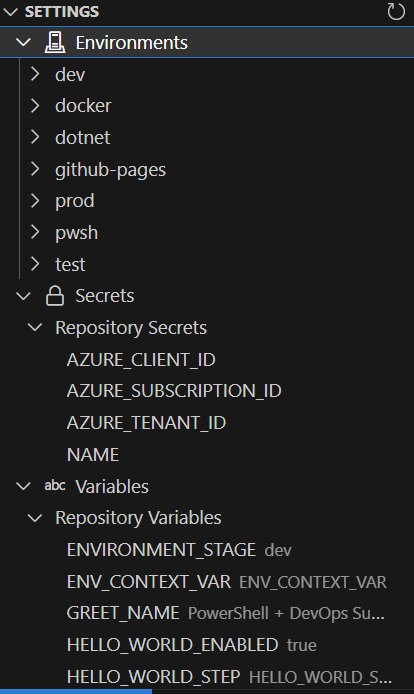 SETTINGS
Environments
dev
docker
dotnet
github-pages
prod
pwsh
test
Secrets
Repository Secrets
AZURE_CLIENT_ID
AZURE_SUBSCRIPTION_ID
AZURE_TENANT_ID
NAME
abc Variables
Repository Variables
ENVIRONMENT_STAGE dev
ENV_CONTEXT_VAR ENV_CONTEXT_VAR
GREET_NAME PowerShell + DevOps Su...
HELLO_WORLD_ENABLED true
HELLO_WORLD_STEP HELLO_WORLD_S...